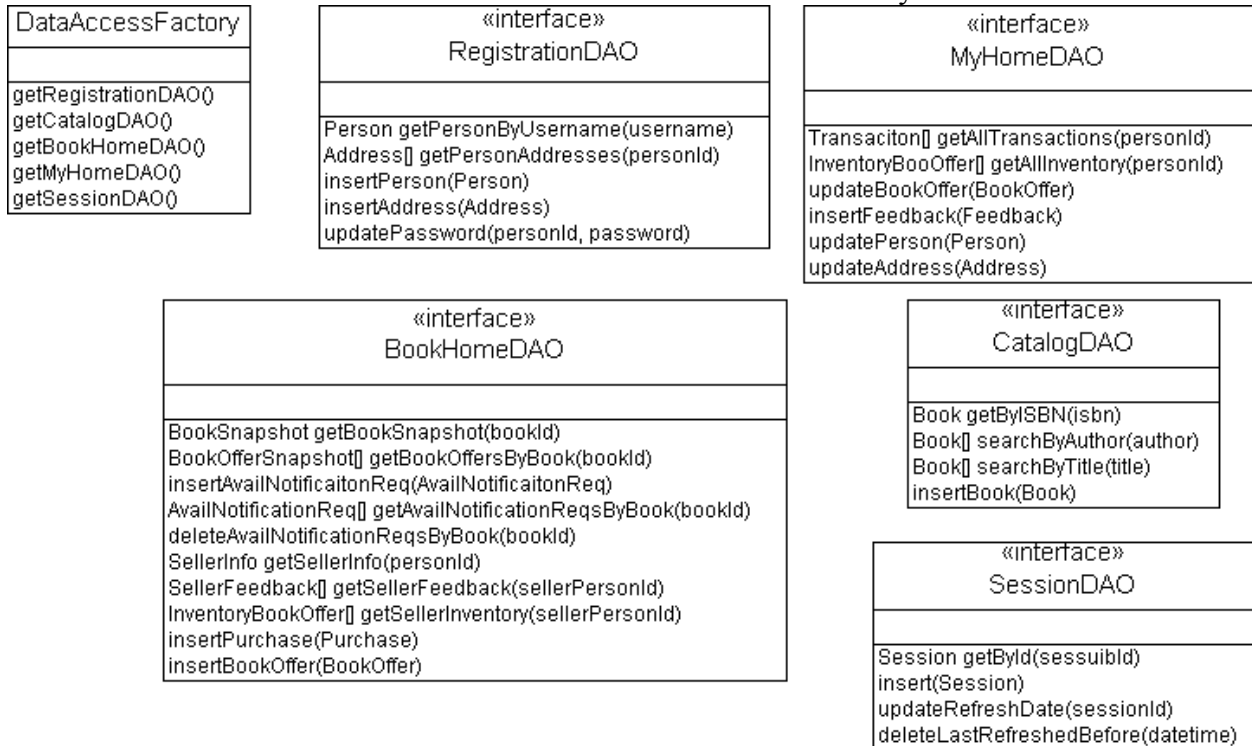 DataAccessFactory
getRegistrationDAO()
getCatalogDAO()
getBookHomeDAO()
getMyHomeDAO()
getSessionDAO()
«interface»
RegistrationDAO
Person getPersonByUsername(username)
Address[] getPersonAddresses(personId)
insertPerson(Person)
insertAddress(Address)
updatePassword(personId, password)
«interface»
MyHomeDAO
Transaciton[] getAllTransactions(personId)
InventoryBooOffer[] getAllInventory(personId)
updateBookOffer(BookOffer)
insertFeedback(Feedback)
updatePerson(Person)
updateAddress(Address)
«interface»
BookHomeDAO
BookSnapshot getBookSnapshot(bookId)
BookOfferSnapshot[] getBookOffersByBook(bookId)
insertAvailNotificaitonReq(AvailNotificaitonReq)
AvailNotificationReq[] getAvailNotificationReqsByBook(bookId)
deleteAvailNotificationReqsByBook(bookId)
SellerInfo getSellerInfo(personId)
SellerFeedback[] getSellerFeedback(sellerPersonId)
InventoryBookOffer[] getSellerInventory(sellerPersonId)
insertPurchase(Purchase)
insertBookOffer(BookOffer)
«interface»
CatalogDAO
Book getByISBN(isbn)
Book[] searchByAuthor(author)
Book[] searchByTitle(title)
insertBook(Book)
«interface»
SessionDAO
Session getById(sessuibId)
insert(Session)
updateRefreshDate(sessionId)
deleteLastRefreshedBefore(datetime)